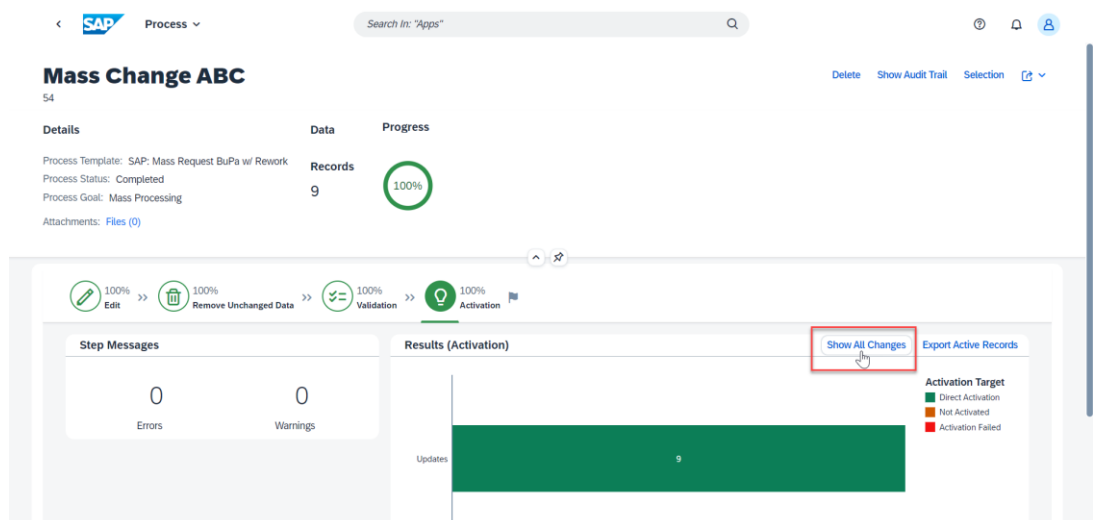 SAP Process
Search In: "Apps"
Mass Change ABC
54
Delete Show Audit Trail Selection
Details
Data
Progress
Process Template: SAP: Mass Request BuPa w/ Rework
Process Status: Completed
Process Goal: Mass Processing
Attachments: Files (0)
Records
9
100%
100%
Edit
100%
Remove Unchanged Data
100%
Validation
100%
Activation
Step Messages
0
Errors
0
Warnings
Results (Activation)
Show All Changes
Export Active Records
Activation Target
Direct Activation
Not Activated
Activation Failed
Updates
9